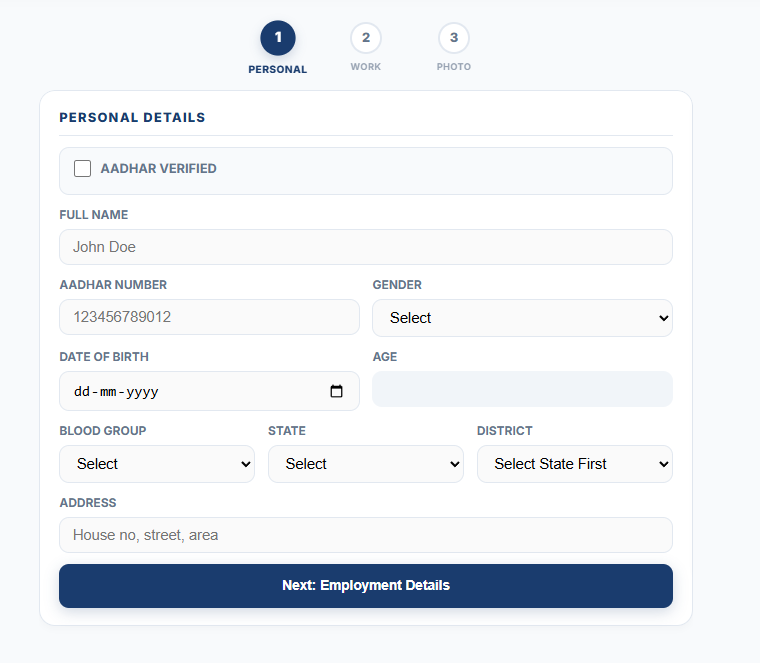 1 2 3
PERSONAL WORK PHOTO
PERSONAL DETAILS
AADHAR VERIFIED
FULL NAME
John Doe
AADHAR NUMBER GENDER
123456789012 Select
DATE OF BIRTH AGE
dd-mm-yyyy
BLOOD GROUP STATE DISTRICT
Select Select Select State First
ADDRESS
House no, street, area
Next: Employment Details